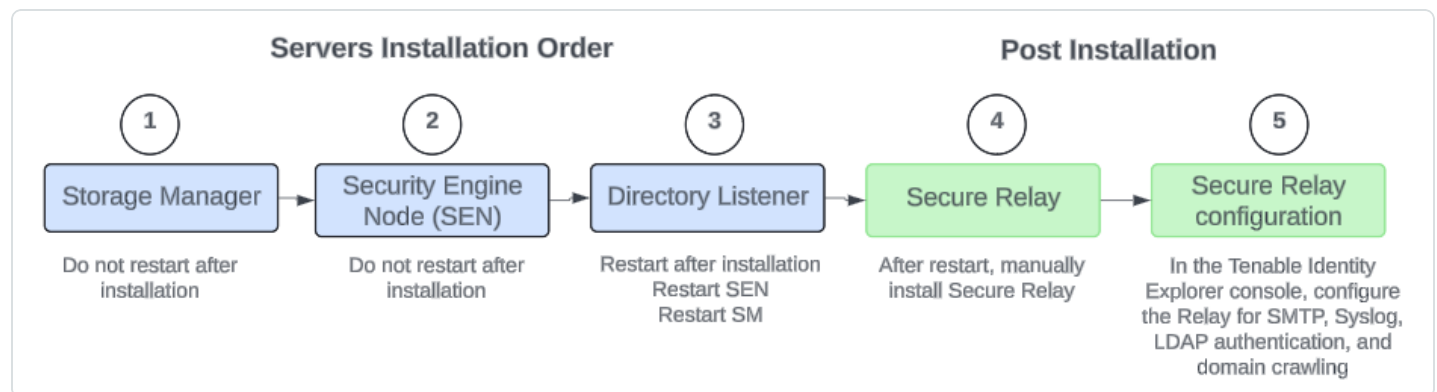 Servers Installation Order
Post Installation
1
2
3
4
5
Storage Manager
Security Engine
Node (SEN)
Directory Listener
Secure Relay
Secure Relay
configuration
Do not restart after
installation
Do not restart after
installation
Restart after installation
Restart SEN
Restart SM
After restart, manually
install Secure Relay
In the Tenable Identity
Explorer console, configure
the Relay for SMTP, Syslog,
LDAP authentication, and
domain crawling